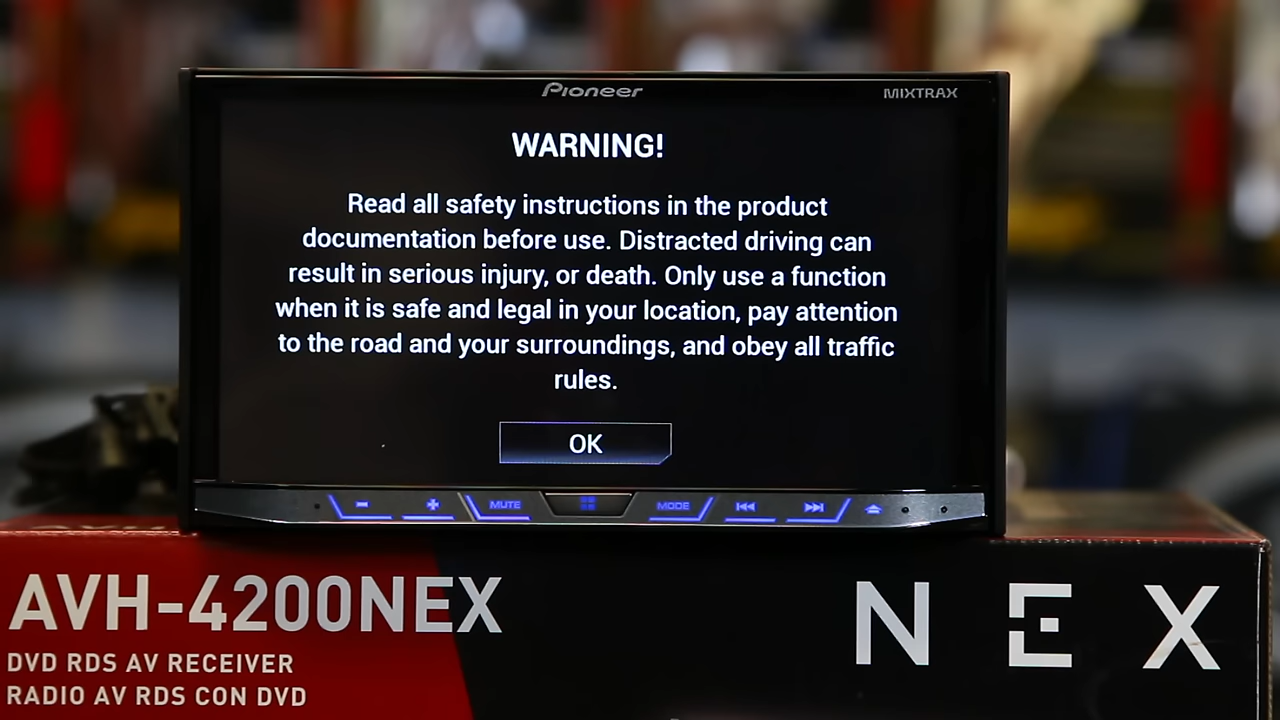 Pioneer
MIXTRAX
WARNING!
Read all safety instructions in the product
documentation before use. Distracted driving can
result in serious injury, or death. Only use a function
when it is safe and legal in your location, pay attention
to the road and your surroundings, and obey all traffic
rules.
OK
MUTE
MODE
AVH-4200NEX
NEX
DVD RDS AV RECEIVER
RADIO AV RDS CON DVD